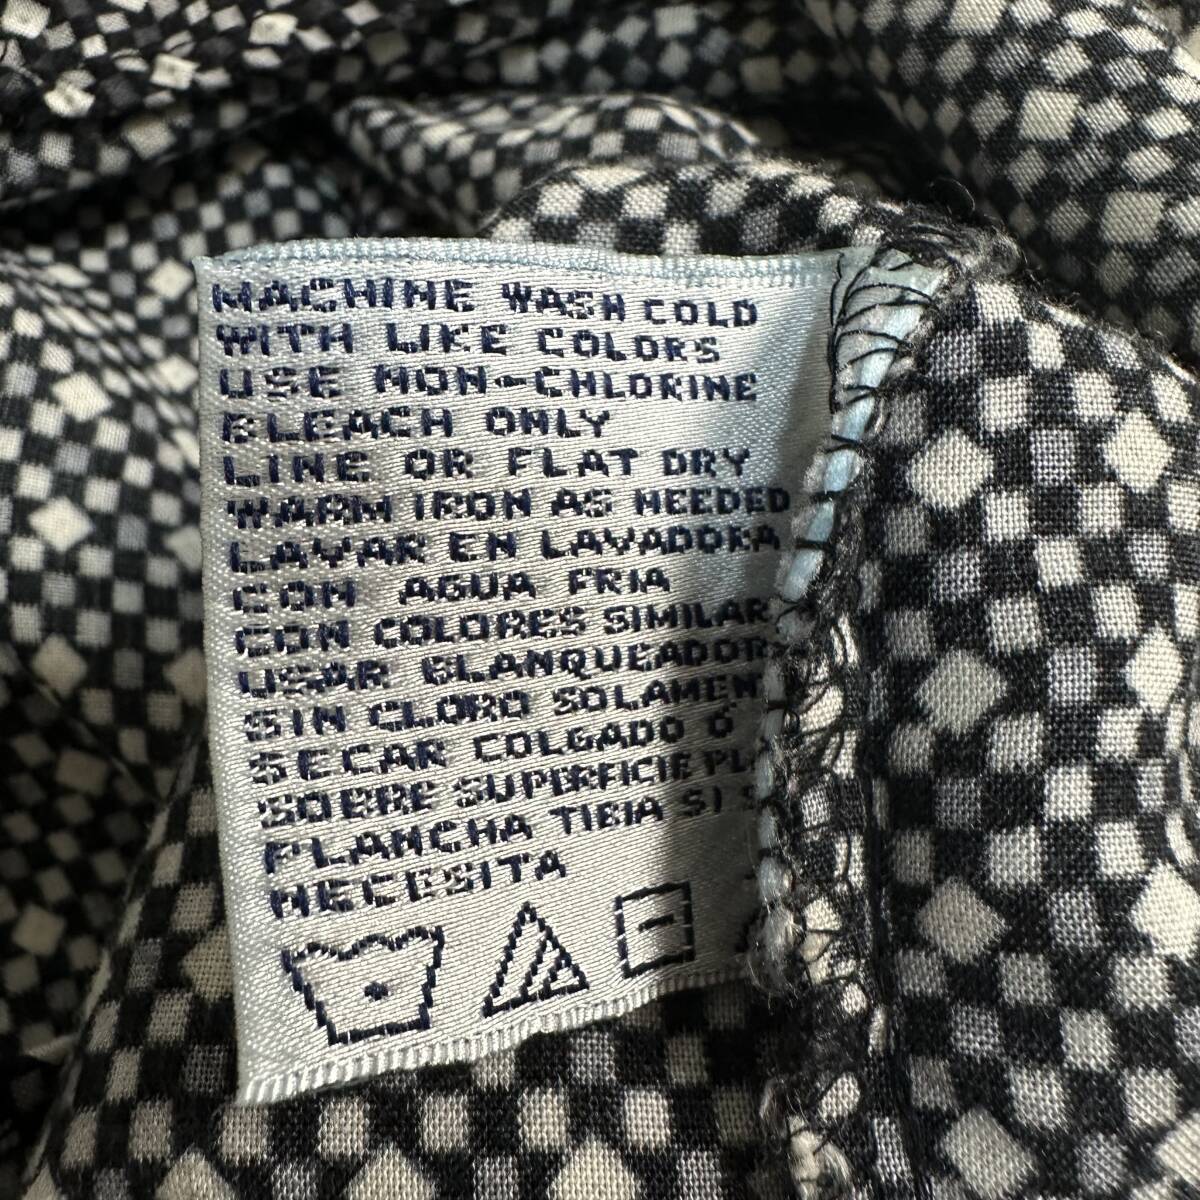 MACHINE WASH COLD
WITH LIKE COLORS
USE NON-CHLORINE
BLEACH ONLY
LINE OR FLAT DRY
WARM IRON AS NEEDED
LAVAR EN LAVADORA
CON AGUA FRIA
CON COLORES SIMILAR
USAR BLANQUEADOR
SIN CLORO SOLAMEN
SECAR COLGADO Ó
SOBRE SUPERFICIE PL
PLANCHA TIBIA SI S
NECESITA